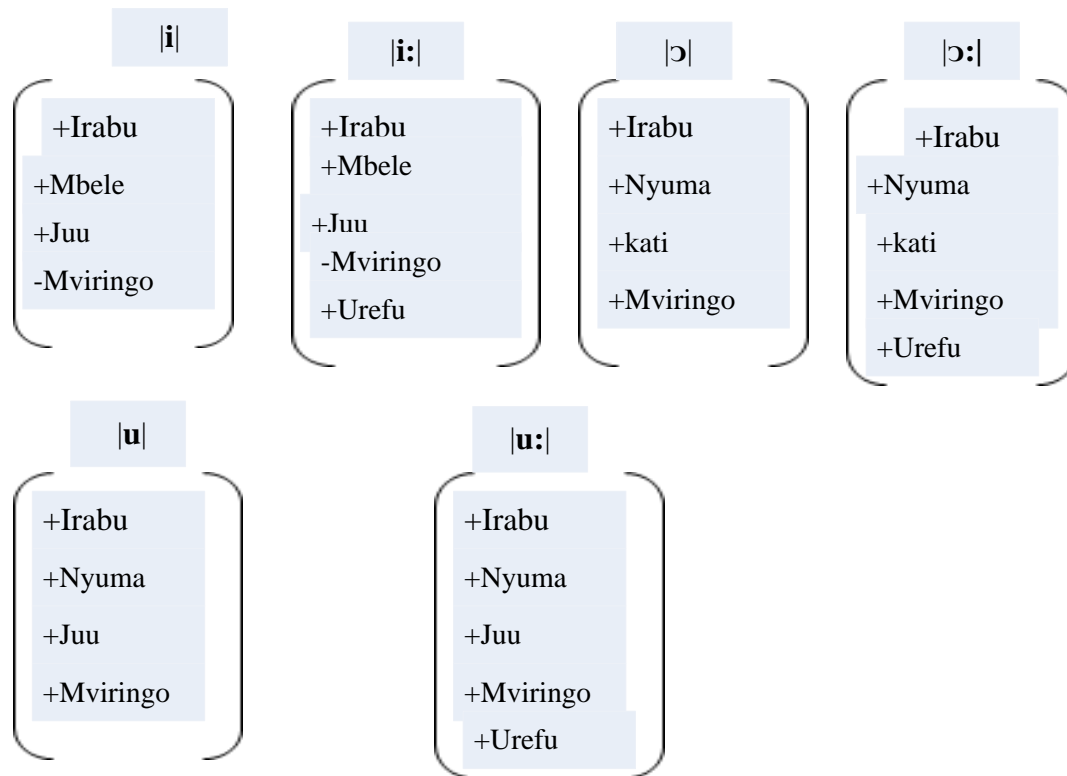 |i|
+Irabu
+Mbele
+Juu
-Mviringo
|i:|
+Irabu
+Mbele
+Juu
-Mviringo
+Urefu
|ɔ|
+Irabu
+Nyuma
+kati
+Mviringo
|ɔ:|
+Irabu
+Nyuma
+kati
+Mviringo
+Urefu
|u|
+Irabu
+Nyuma
+Juu
+Mviringo
|u:|
+Irabu
+Nyuma
+Juu
+Mviringo
+Urefu